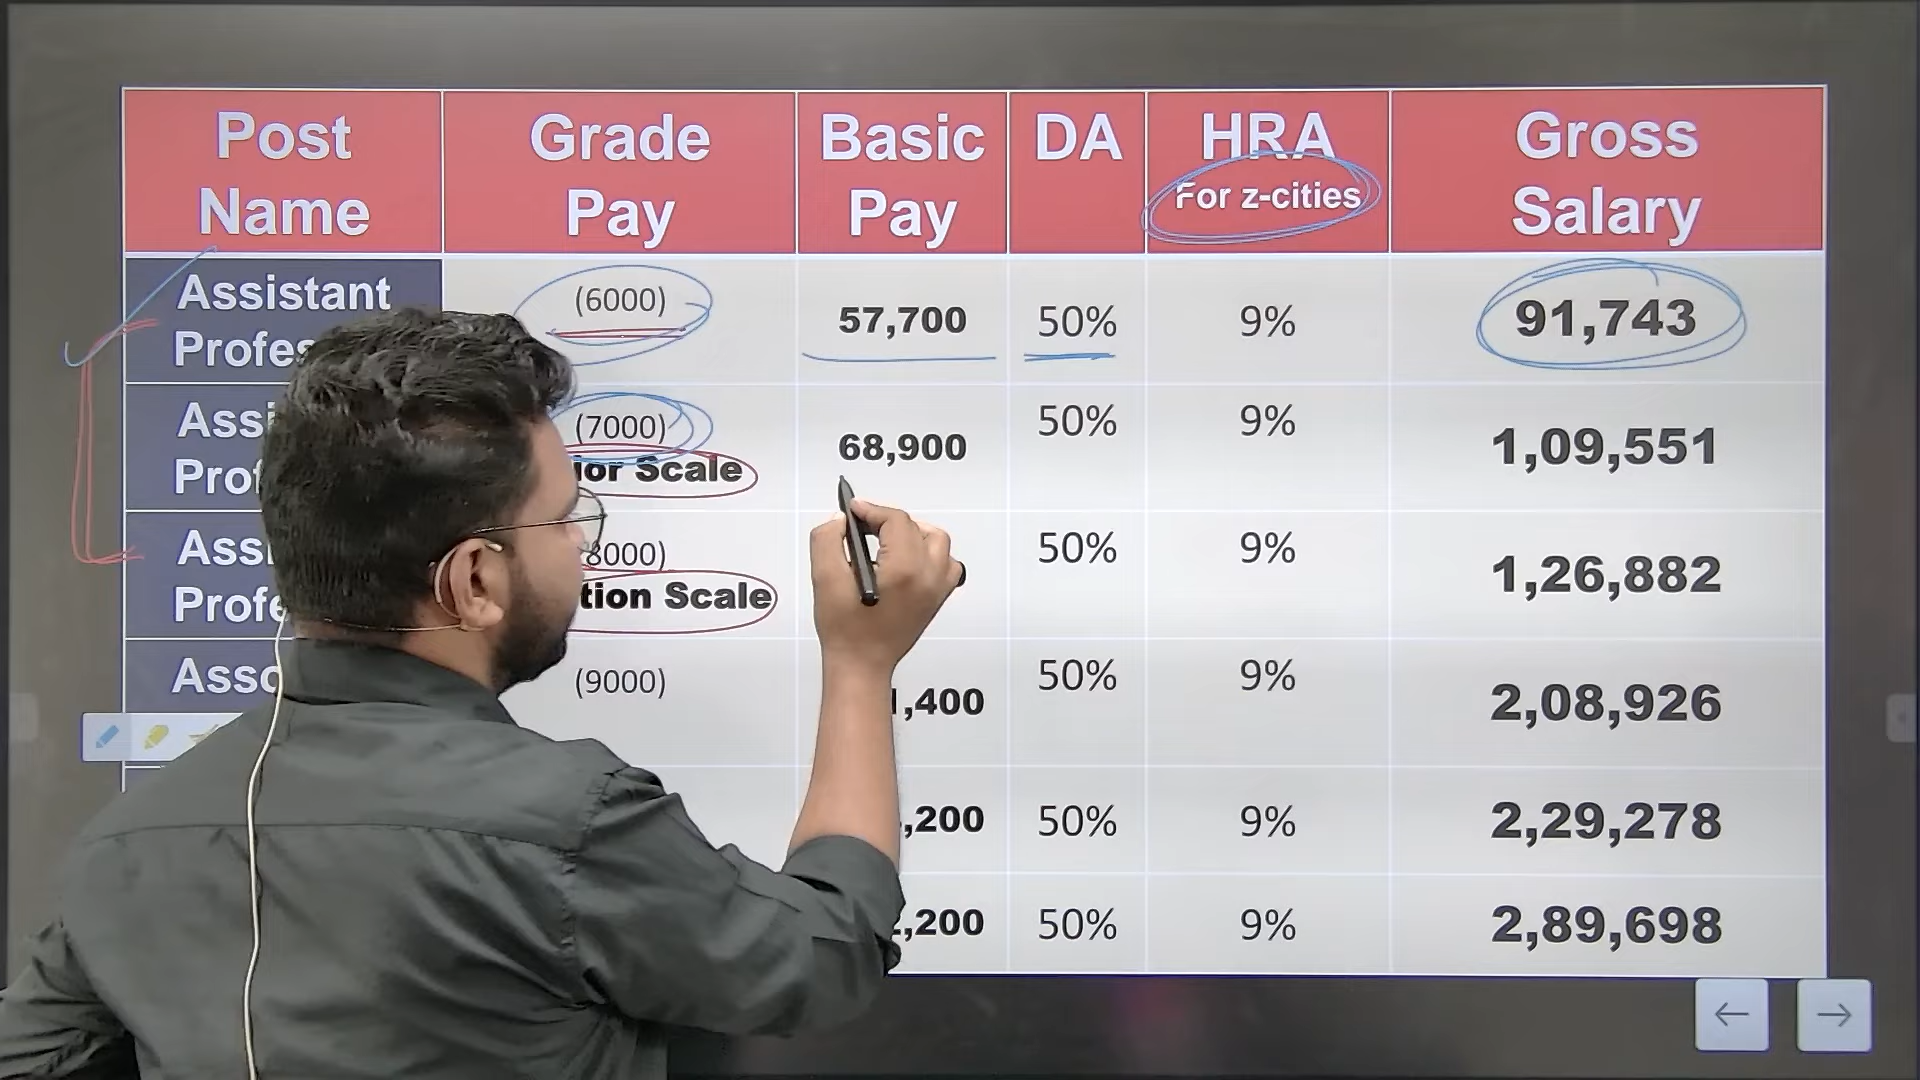 Post
Name
Grade
Pay
Basic
Pay
DA
HRA
For z-cities
Gross
Salary
Assistant
(6000)
57,700
50%
9%
91,743
(7000)
Scale
68,900
50%
9%
1,09,551
Scale
50%
9%
1,26,882
(9000)
50%
9%
2,08,926
50%
9%
2,29,278
50%
9%
2,89,698